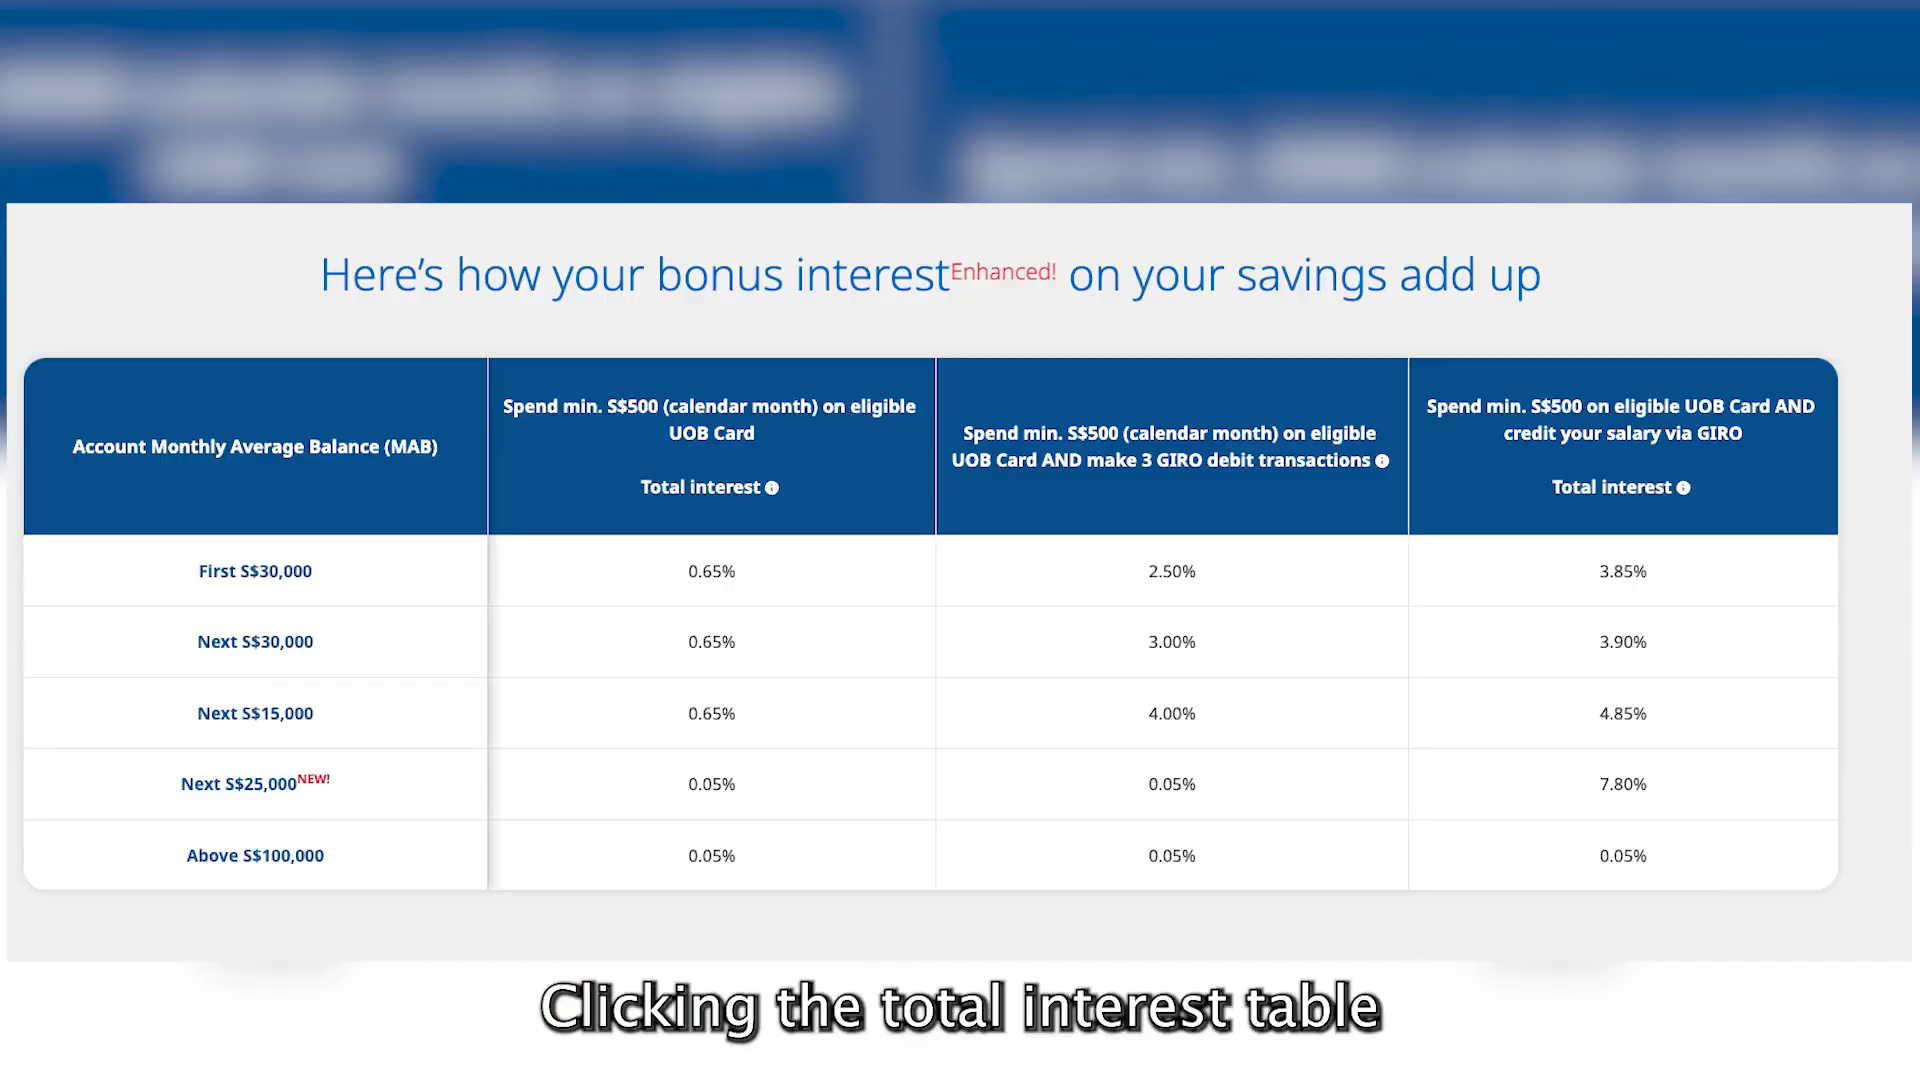 Here's how your bonus interestEnhanced! on your savings add up
Account Monthly Average Balance (MAB)
Spend min. S$500 (calendar month) on eligible
UOB Card
Total interest
Spend min. S$500 (calendar month) on eligible
UOB Card AND make 3 GIRO debit transactions
Spend min. S$500 on eligible UOB Card AND
credit your salary via GIRO
Total interest
First S$30,000 0.65% 2.50% 3.85%
Next S$30,000 0.65% 3.00% 3.90%
Next S$15,000 0.65% 4.00% 4.85%
Next S$25,000NEW! 0.05% 0.05% 7.80%
Above S$100,000 0.05% 0.05% 0.05%
Clicking the total interest table